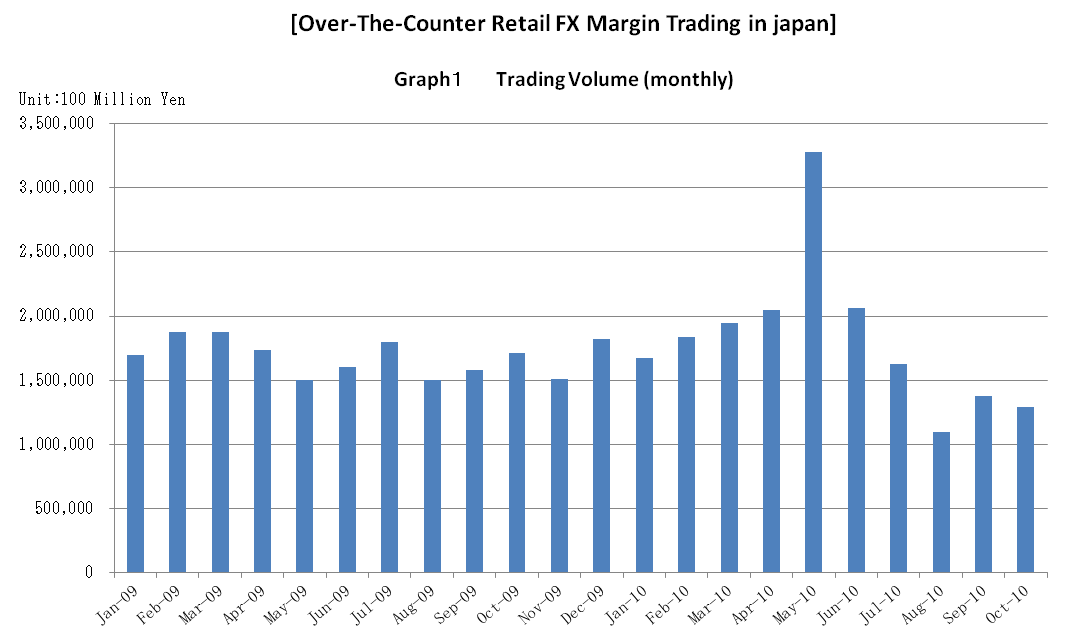 [Over-The-Counter Retail FX Margin Trading in japan]
Graph1 Trading Volume (monthly)
Unit:100 Million Yen
3,500,000
3,000,000
2,500,000
2,000,000
1,500,000
1,000,000
500,000
0
Jan-09 Feb-09 Mar-09 Apr-09 May-09 Jun-09 Jul-09 Aug-09 Sep-09 Oct-09 Nov-09 Dec-09 Jan-10 Feb-10 Mar-10 Apr-10 May-10 Jun-10 Jul-10 Aug-10 Sep-10 Oct-10